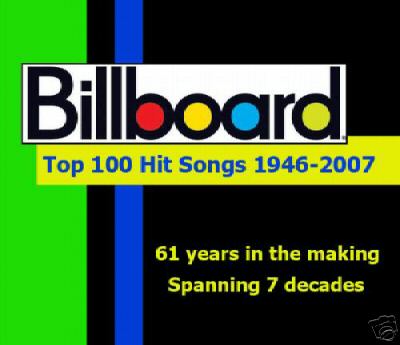 Billboard
Top 100 Hit Songs 1946-2007
61 years in the making
Spanning 7 decades